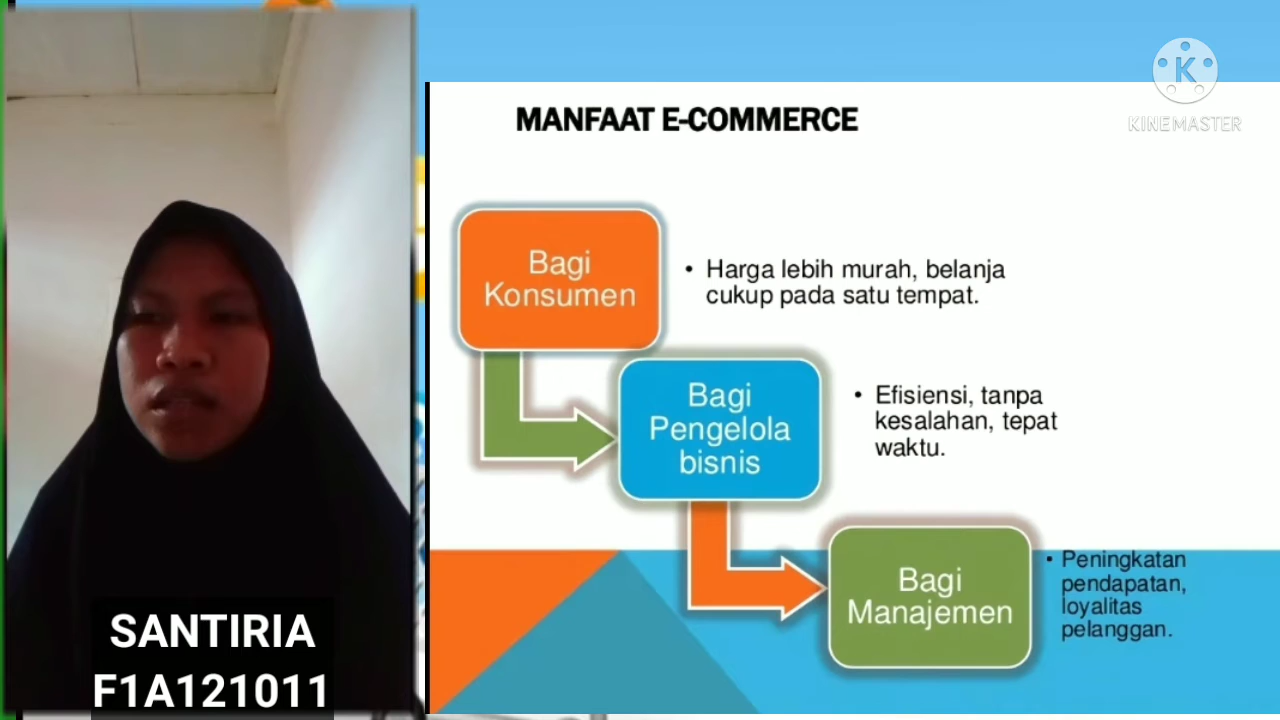 MANFAAT E-COMMERCE
KINEMASTER
Bagi
Konsumen
• Harga lebih murah, belanja
cukup pada satu tempat.
Bagi
Pengelola
bisnis
• Efisiensi, tanpa
kesalahan, tepat
waktu.
Bagi
Manajemen
• Peningkatan
pendapatan,
loyalitas
pelanggan.
SANTIRIA
F1A121011